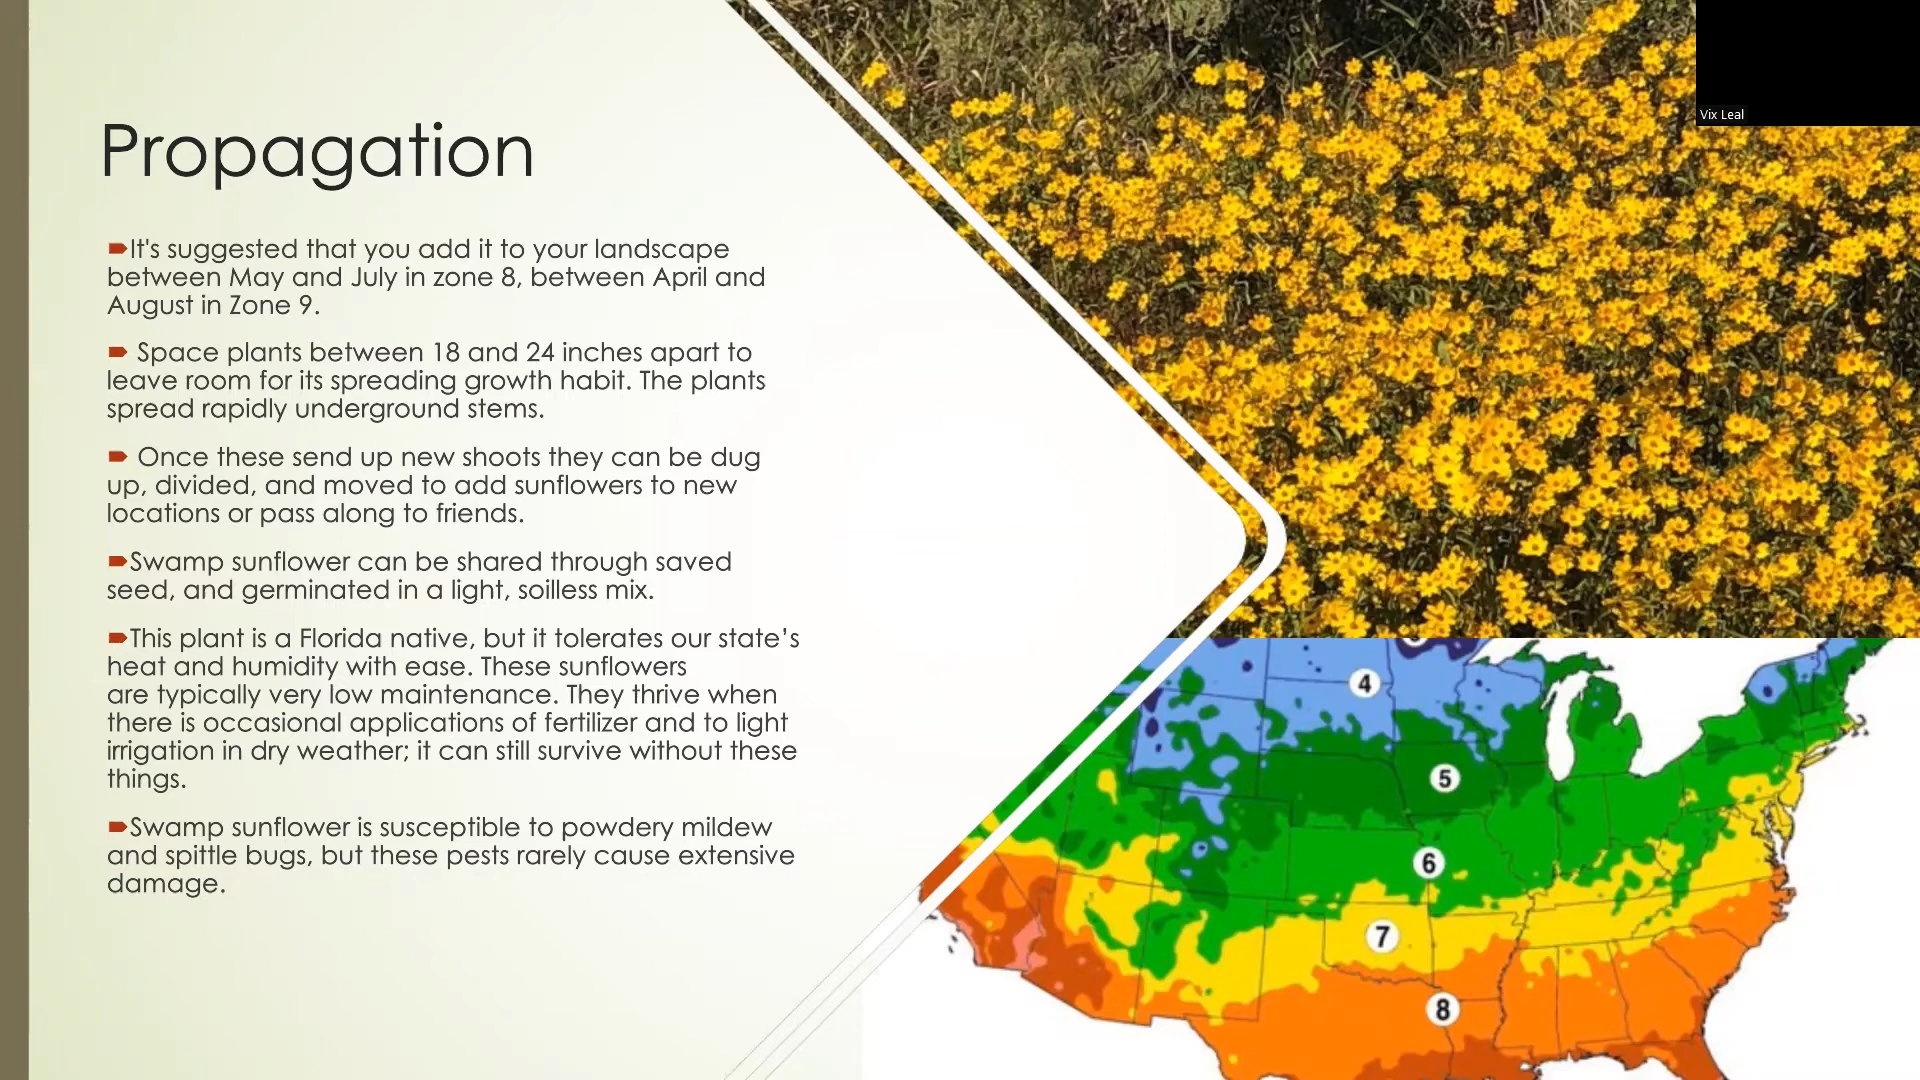 Vix Leal
Propagation
It's suggested that you add it to your landscape
between May and July in zone 8, between April and
August in Zone 9.
Space plants between 18 and 24 inches apart to
leave room for its spreading growth habit. The plants
spread rapidly underground stems.
Once these send up new shoots they can be dug
up, divided, and moved to add sunflowers to new
locations or pass along to friends.
Swamp sunflower can be shared through saved
seed, and germinated in a light, soilless mix.
This plant is a Florida native, but it tolerates our state’s
heat and humidity with ease. These sunflowers
are typically very low maintenance. They thrive when
there is occasional applications of fertilizer and to light
irrigation in dry weather; it can still survive without these
things.
Swamp sunflower is susceptible to powdery mildew
and spittle bugs, but these pests rarely cause extensive
damage.
4
5
6
7
8